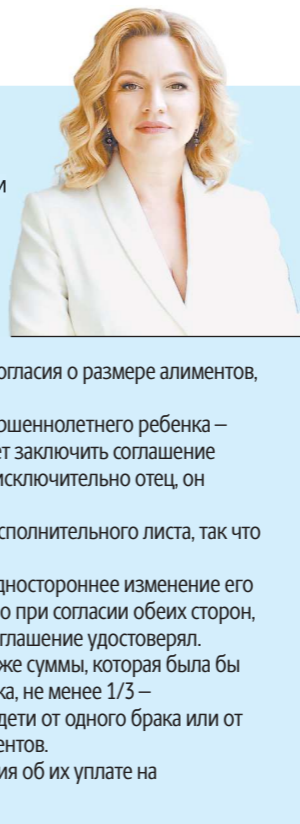 и
огласия о размере алиментов,
ршеннолетнего ребенка –
ет заключить соглашение
исключительно отец, он
сполнительного листа, так что
дностороннее изменение его
о при согласии обеих сторон,
глашение удостоверял.
же суммы, которая была бы
ка, не менее 1/3 –
дети от одного брака или от
ентов.
ия об их уплате на